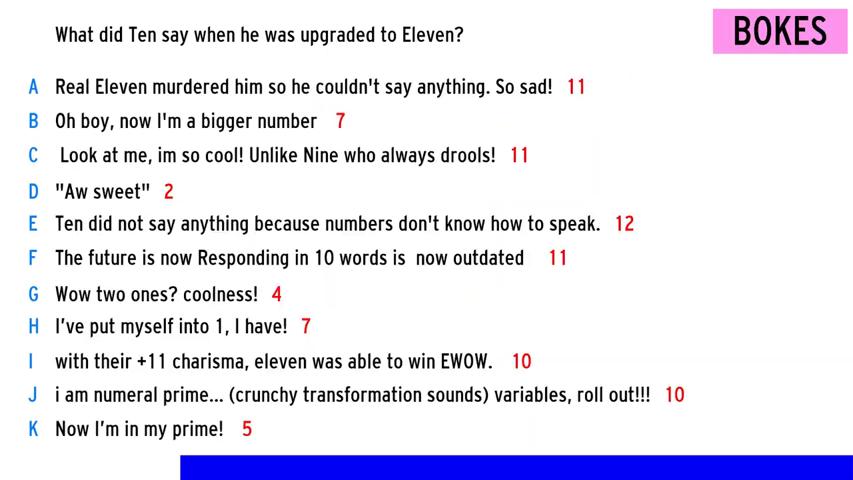 What did Ten say when he was upgraded to Eleven?
BOKES
A Real Eleven murdered him so he couldn't say anything. So sad! 11
B Oh boy, now I'm a bigger number 7
C Look at me, im so cool! Unlike Nine who always drools! 11
D "Aw sweet" 2
E Ten did not say anything because numbers don't know how to speak. 12
F The future is now Responding in 10 words is now outdated 11
G Wow two ones? coolness! 4
H I’ve put myself into 1, I have! 7
I with their +11 charisma, eleven was able to win EWOW. 10
J i am numeral prime... (crunchy transformation sounds) variables, roll out!!! 10
K Now I’m in my prime! 5